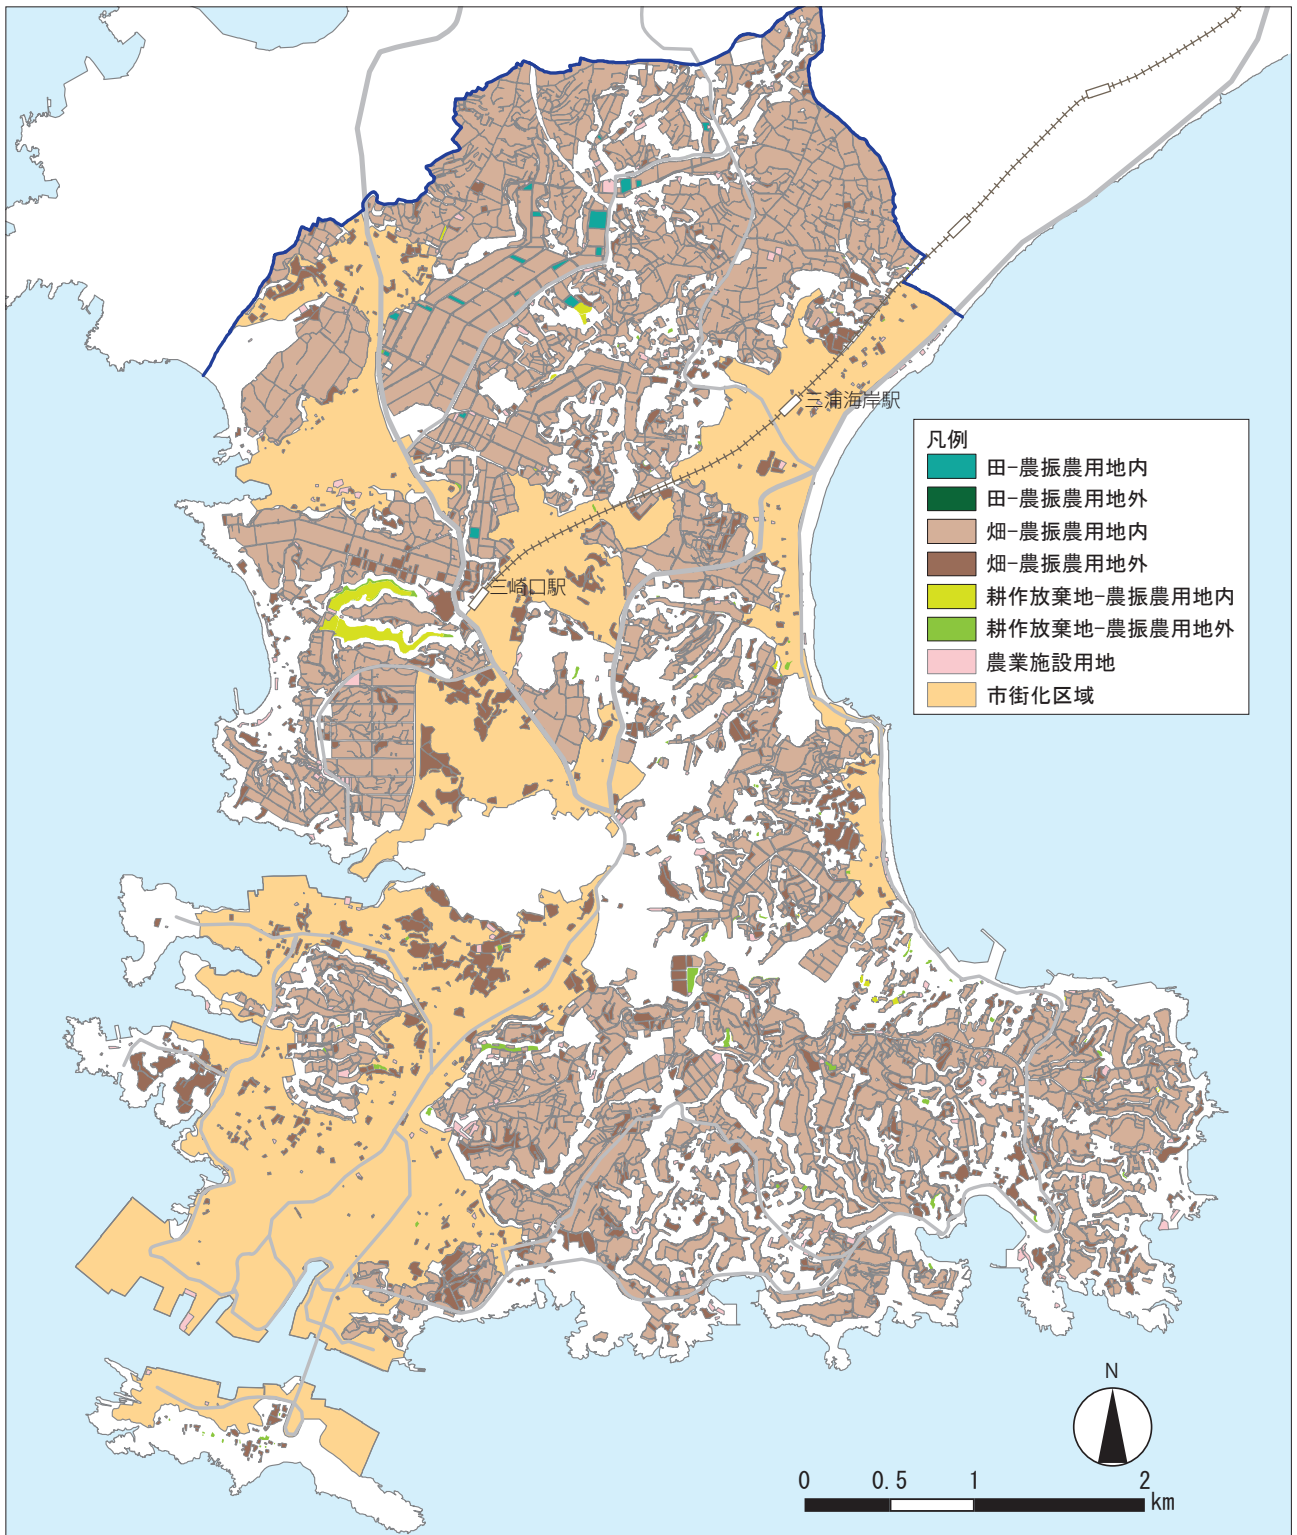 三浦海岸駅
凡例
田-農振農用地内
田-農振農用地外
畑-農振農用地内
畑-農振農用地外
耕作放棄地-農振農用地内
耕作放棄地-農振農用地外
農業施設用地
市街化区域
三崎口駅
N
0 0.5 1 2
km